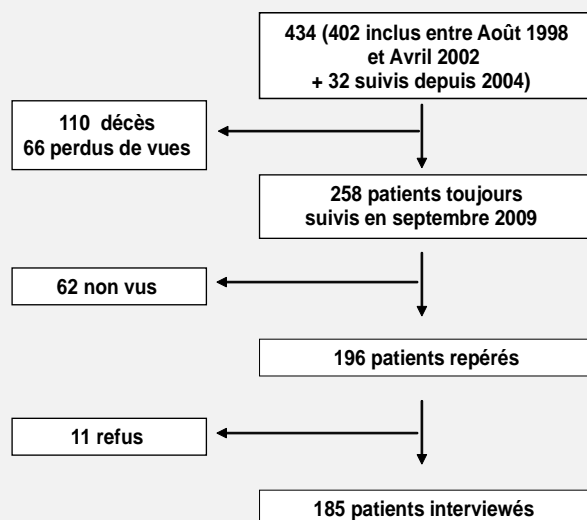 434 (402 inclus entre Août 1998
et Avril 2002
+ 32 suivis depuis 2004)
110 décès
66 perdus de vues
258 patients toujours
suivis en septembre 2009
62 non vus
196 patients repérés
11 refus
185 patients interviewés